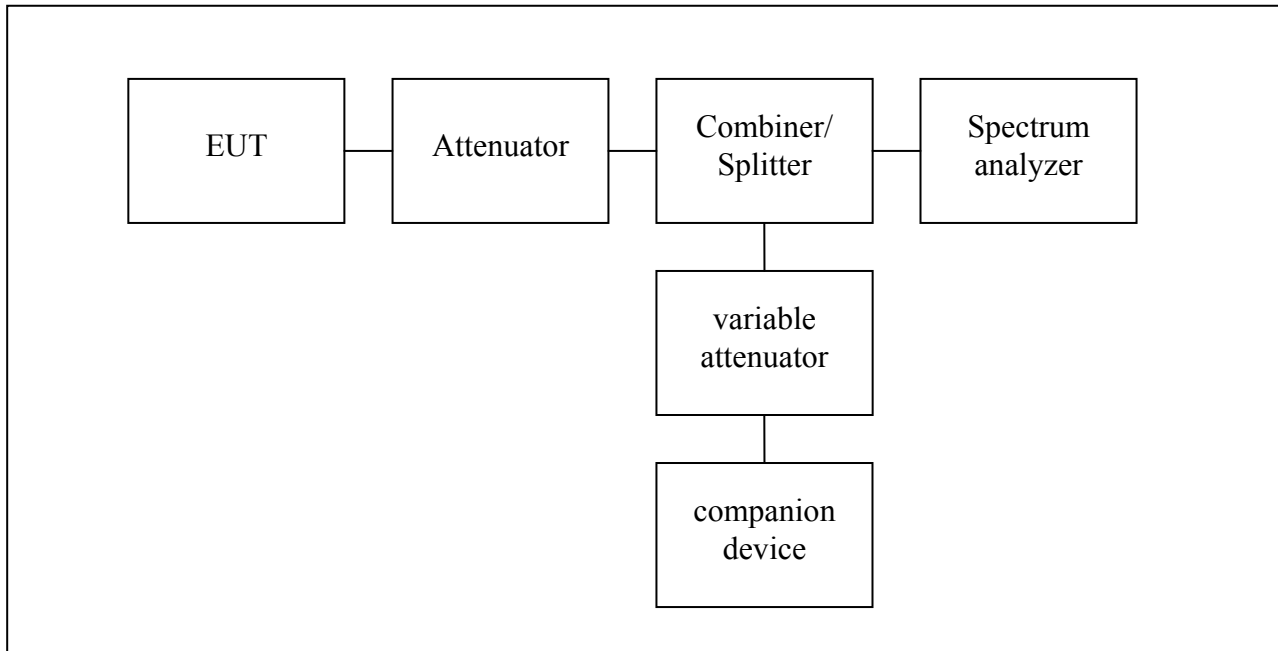 EUT
Attenuator
Combiner/
Splitter
Spectrum
analyzer
variable
attenuator
companion
device